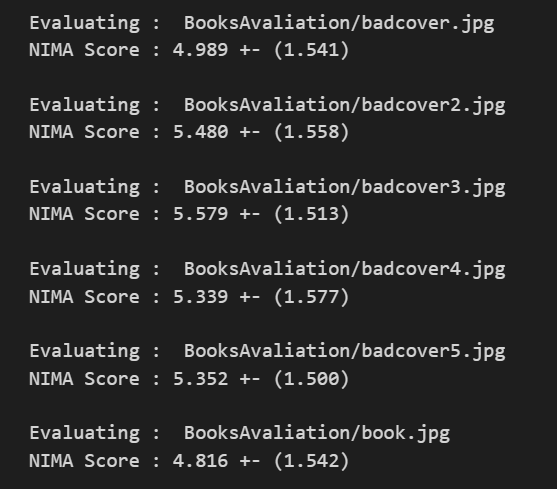 Evaluating :  BooksAvaliation/badcover.jpg
NIMA Score : 4.989 +- (1.541)
Evaluating :  BooksAvaliation/badcover2.jpg
NIMA Score : 5.480 +- (1.558)
Evaluating :  BooksAvaliation/badcover3.jpg
NIMA Score : 5.579 +- (1.513)
Evaluating :  BooksAvaliation/badcover4.jpg
NIMA Score : 5.339 +- (1.577)
Evaluating :  BooksAvaliation/badcover5.jpg
NIMA Score : 5.352 +- (1.500)
Evaluating :  BooksAvaliation/book.jpg
NIMA Score : 4.816 +- (1.542)